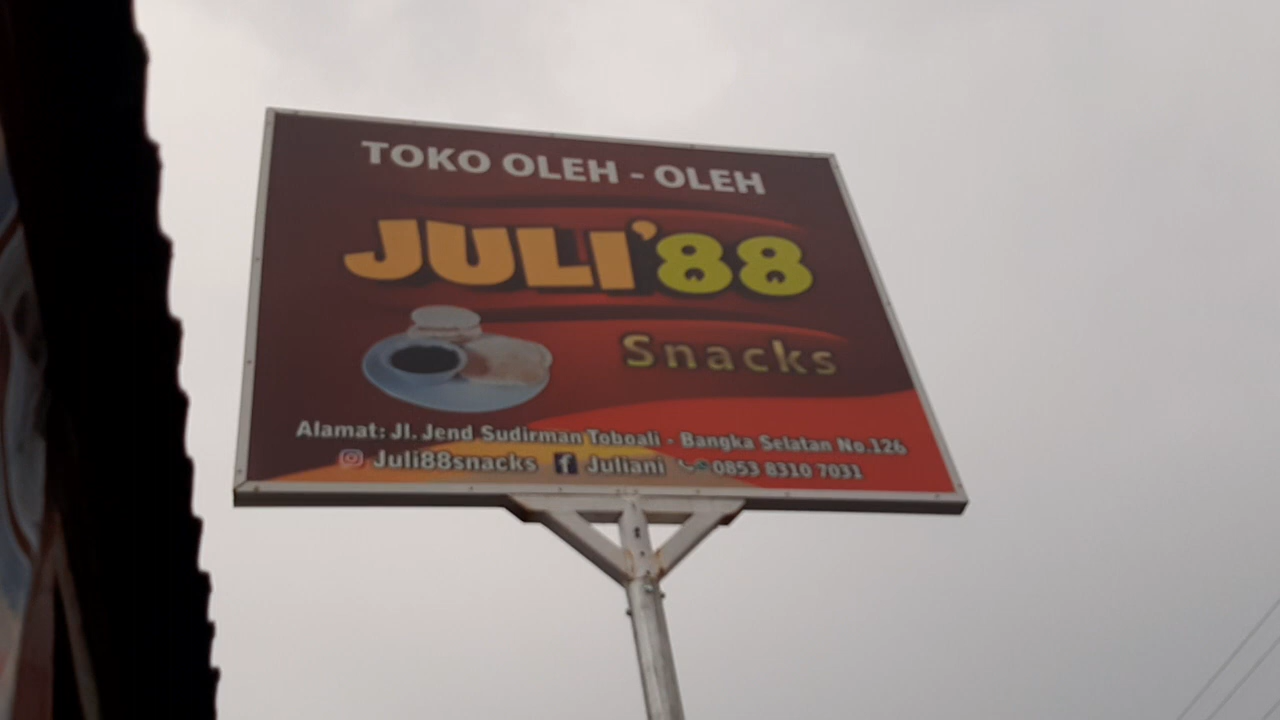 TOKO OLEH - OLEH
JULI'88
Snacks
Alamat: Jl. Jend Sudirman Toboali - Bangka Selatan No.126
Juli88snacks Juliani 0853 8310 7031